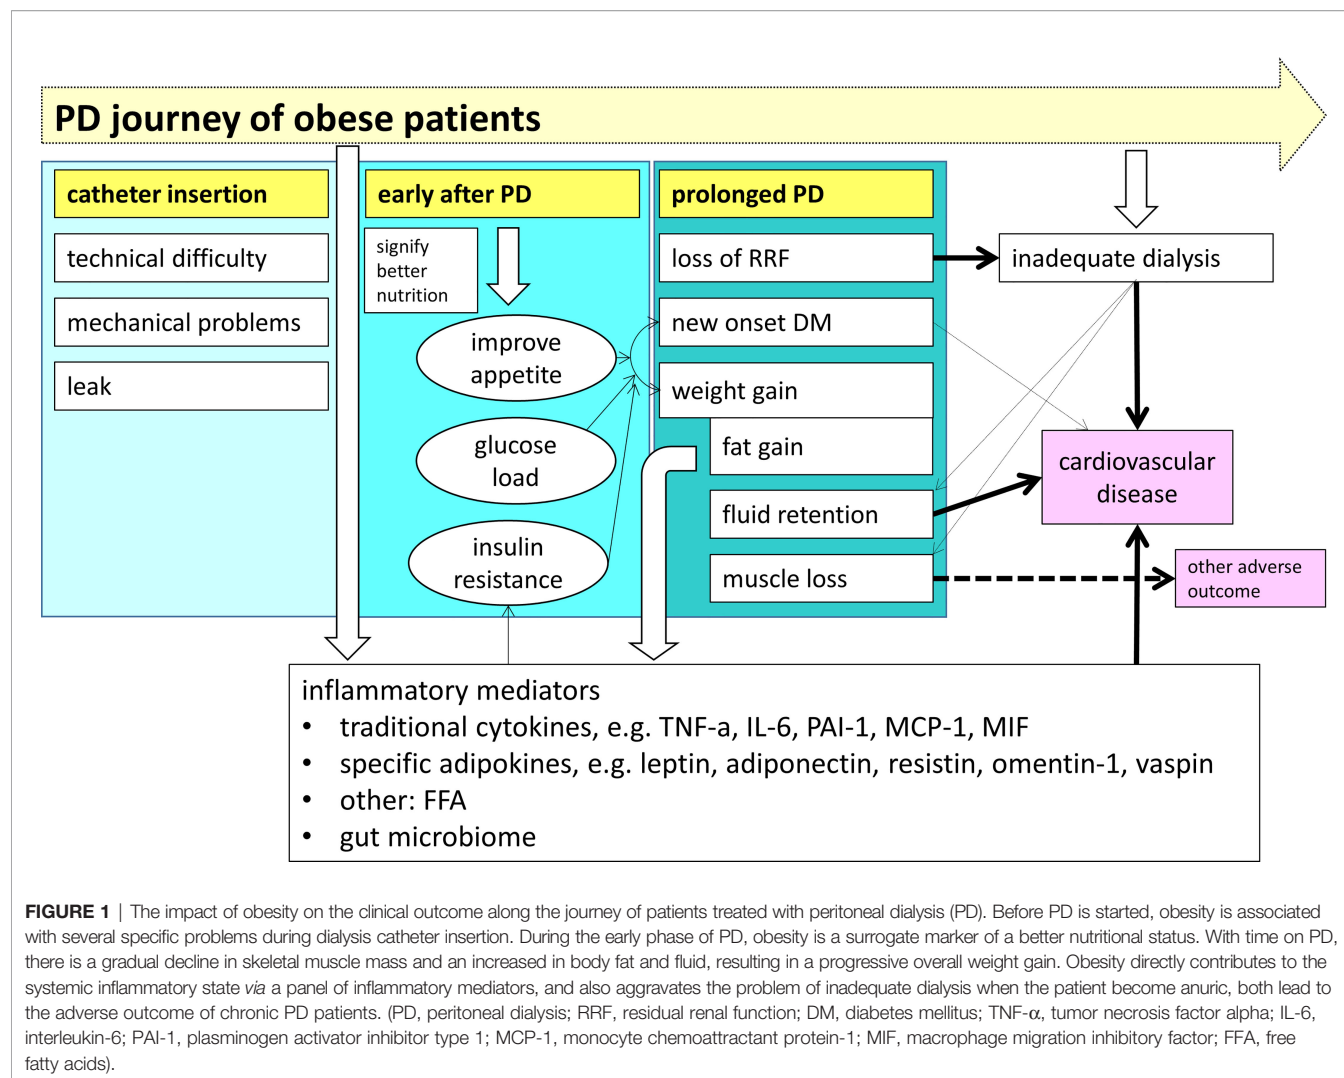 PD journey of obese patients
catheter insertion
technical difficulty
mechanical problems
leak
early after PD
signify
better
nutrition
improve
appetite
glucose
load
insulin
resistance
prolonged PD
loss of RRF
new onset DM
weight gain
fat gain
fluid retention
muscle loss
inadequate dialysis
cardiovascular
disease
other adverse
outcome
inflammatory mediators
• traditional cytokines, e.g. TNF-a, IL-6, PAI-1, MCP-1, MIF
• specific adipokines, e.g. leptin, adiponectin, resistin, omentin-1, vaspin
• other: FFA
• gut microbiome
FIGURE 1 | The impact of obesity on the clinical outcome along the journey of patients treated with peritoneal dialysis (PD). Before PD is started, obesity is associated
with several specific problems during dialysis catheter insertion. During the early phase of PD, obesity is a surrogate marker of a better nutritional status. With time on PD,
there is a gradual decline in skeletal muscle mass and an increased in body fat and fluid, resulting in a progressive overall weight gain. Obesity directly contributes to the
systemic inflammatory state via a panel of inflammatory mediators, and also aggravates the problem of inadequate dialysis when the patient become anuric, both lead to
the adverse outcome of chronic PD patients. (PD, peritoneal dialysis; RRF, residual renal function; DM, diabetes mellitus; TNF-α, tumor necrosis factor alpha; IL-6,
interleukin-6; PAI-1, plasminogen activator inhibitor type 1; MCP-1, monocyte chemoattractant protein-1; MIF, macrophage migration inhibitory factor; FFA, free
fatty acids).